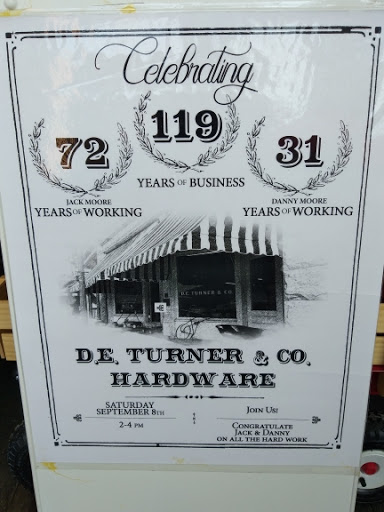 Celebrating
119
YEARS OF BUSINESS
72
JACK MOORE
YEARS OF WORKING
31
DANNY MOORE
YEARS OF WORKING
D.E. TURNER & CO.
D.E. TURNER & CO.
HARDWARE
SATURDAY
SEPTEMBER 8TH
2-4 PM
JOIN US!
CONGRATULATE
JACK & DANNY
ON ALL THE HARD WORK